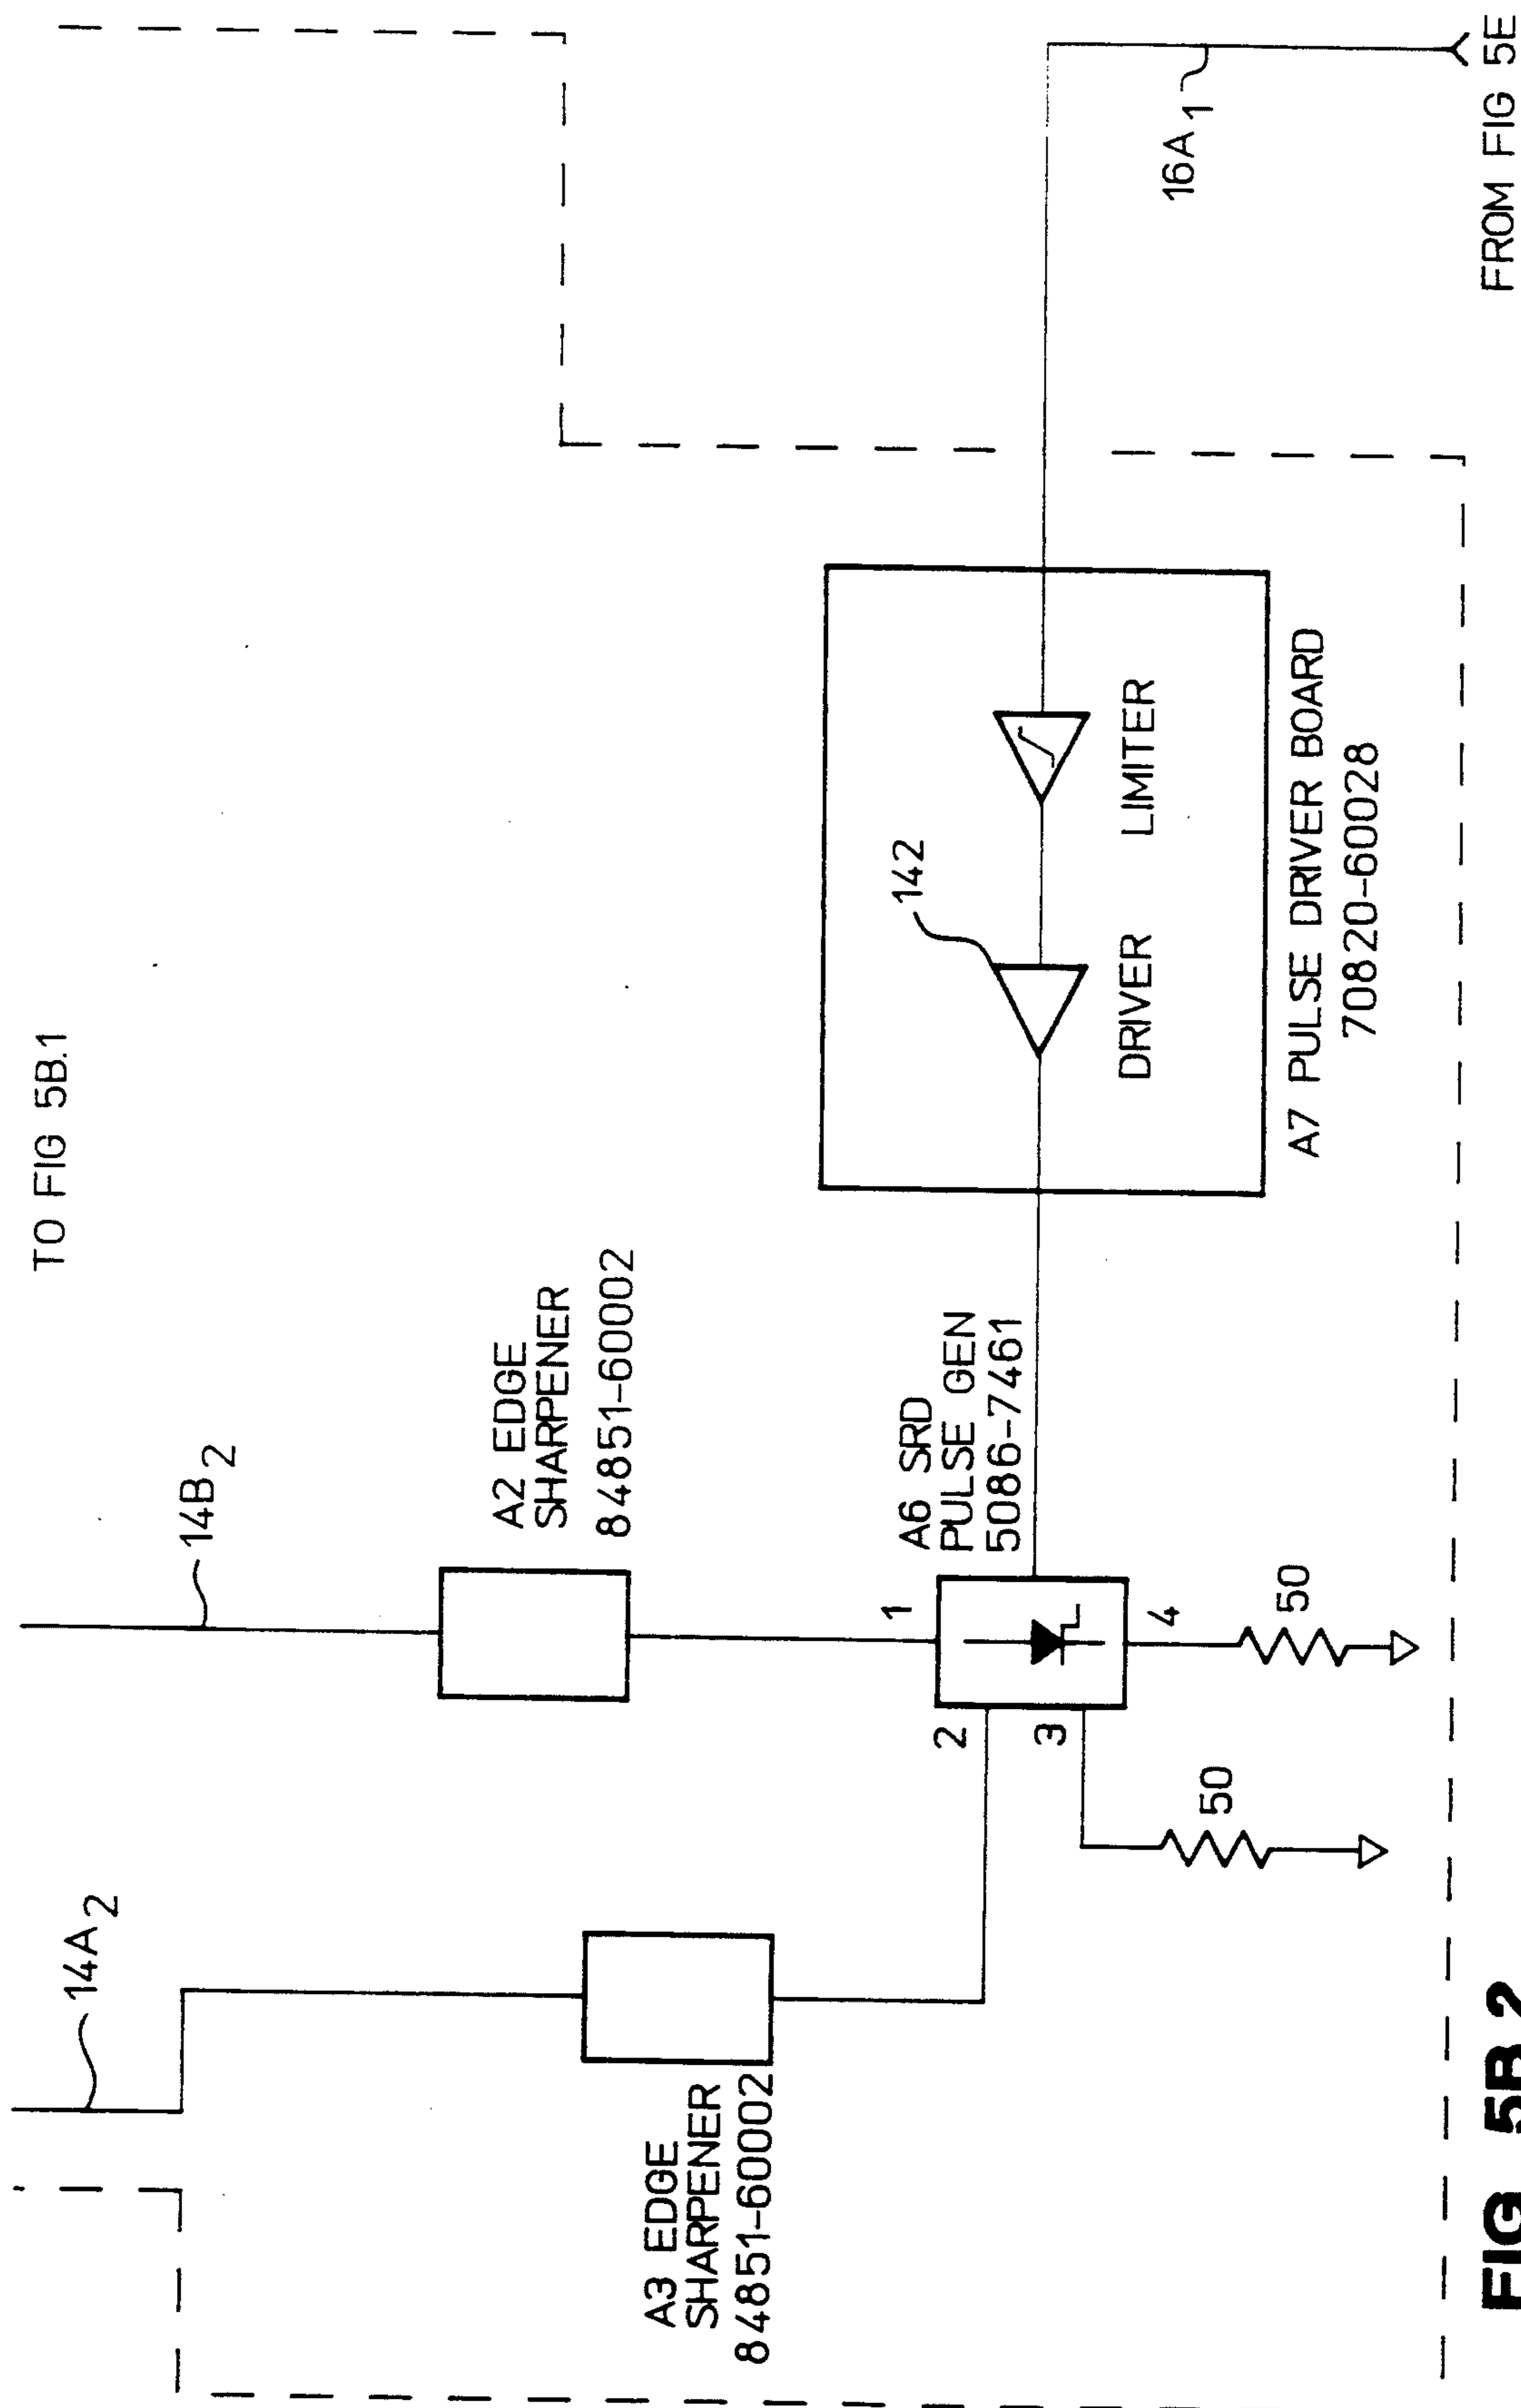 TO FIG 5B.1
14A2
14B2
A2 EDGE
SHARPENER
84851-60002
A3 EDGE
SHARPENER
84851-60002
A6 SRD
PULSE GEN
5086-7461
1
2
3
4
50
50
142
DRIVER
LIMITER
A7 PULSE DRIVER BOARD
70820-60028
16A1
FROM FIG 5E
FIG 5B.2